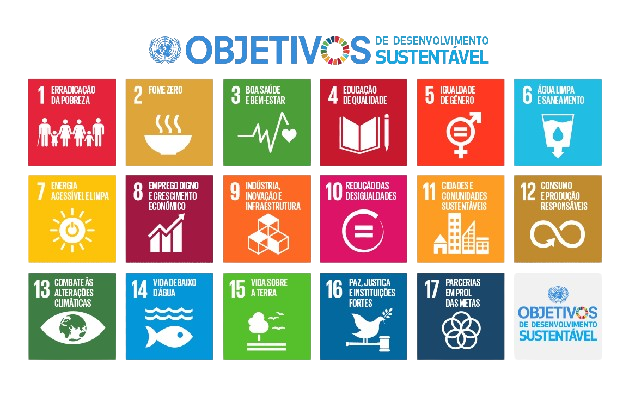 OBJETIVOS
DE DESENVOLVIMENTO
SUSTENTÁVEL
1 ERRADICAÇÃO
DA POBREZA
2 FOME ZERO
3 BOA SAÚDE
E BEM-ESTAR
4 EDUCAÇÃO
DE QUALIDADE
5 IGUALDADE
DE GÊNERO
6 ÁGUA LIMPA
E SANEAMENTO
7 ENERGIA
ACESSÍVEL E LIMPA
8 EMPREGO DIGNO
E CRESCIMENTO
ECONÔMICO
9 INDÚSTRIA,
INOVAÇÃO E
INFRAESTRUTURA
10 REDUÇÃO DAS
DESIGUALDADES
11 CIDADES E
COMUNIDADES
SUSTENTÁVEIS
12 CONSUMO
E PRODUÇÃO
RESPONSÁVEIS
13 COMBATE ÀS
ALTERAÇÕES
CLIMÁTICAS
14 VIDA DEBAIXO
D'ÁGUA
15 VIDA SOBRE
A TERRA
16 PAZ, JUSTIÇA
E INSTITUIÇÕES
FORTES
17 PARCERIAS
EM PROL
DAS METAS
OBJETIVOS
DE DESENVOLVIMENTO
SUSTENTÁVEL